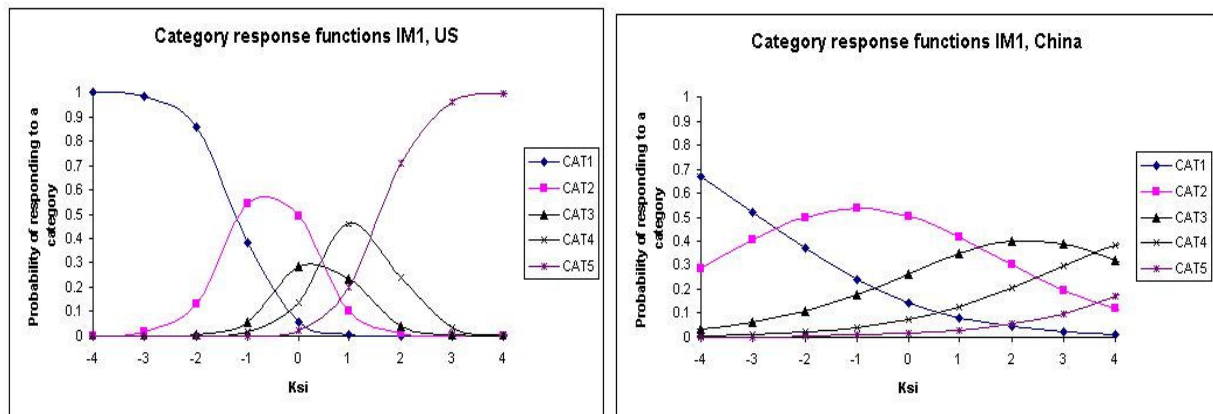 Category response functions IM1, US
Probability of responding to a
category
1
0.9
0.8
0.7
0.6
0.5
0.4
0.3
0.2
0.1
0
-4 -3 -2 -1 0 1 2 3 4
Ksi
CAT1
CAT2
CAT3
CAT4
CAT5
Category response functions IM1, China
Probability of responding to a
category
1
0.9
0.8
0.7
0.6
0.5
0.4
0.3
0.2
0.1
0
-4 -3 -2 -1 0 1 2 3 4
Ksi
CAT1
CAT2
CAT3
CAT4
CAT5